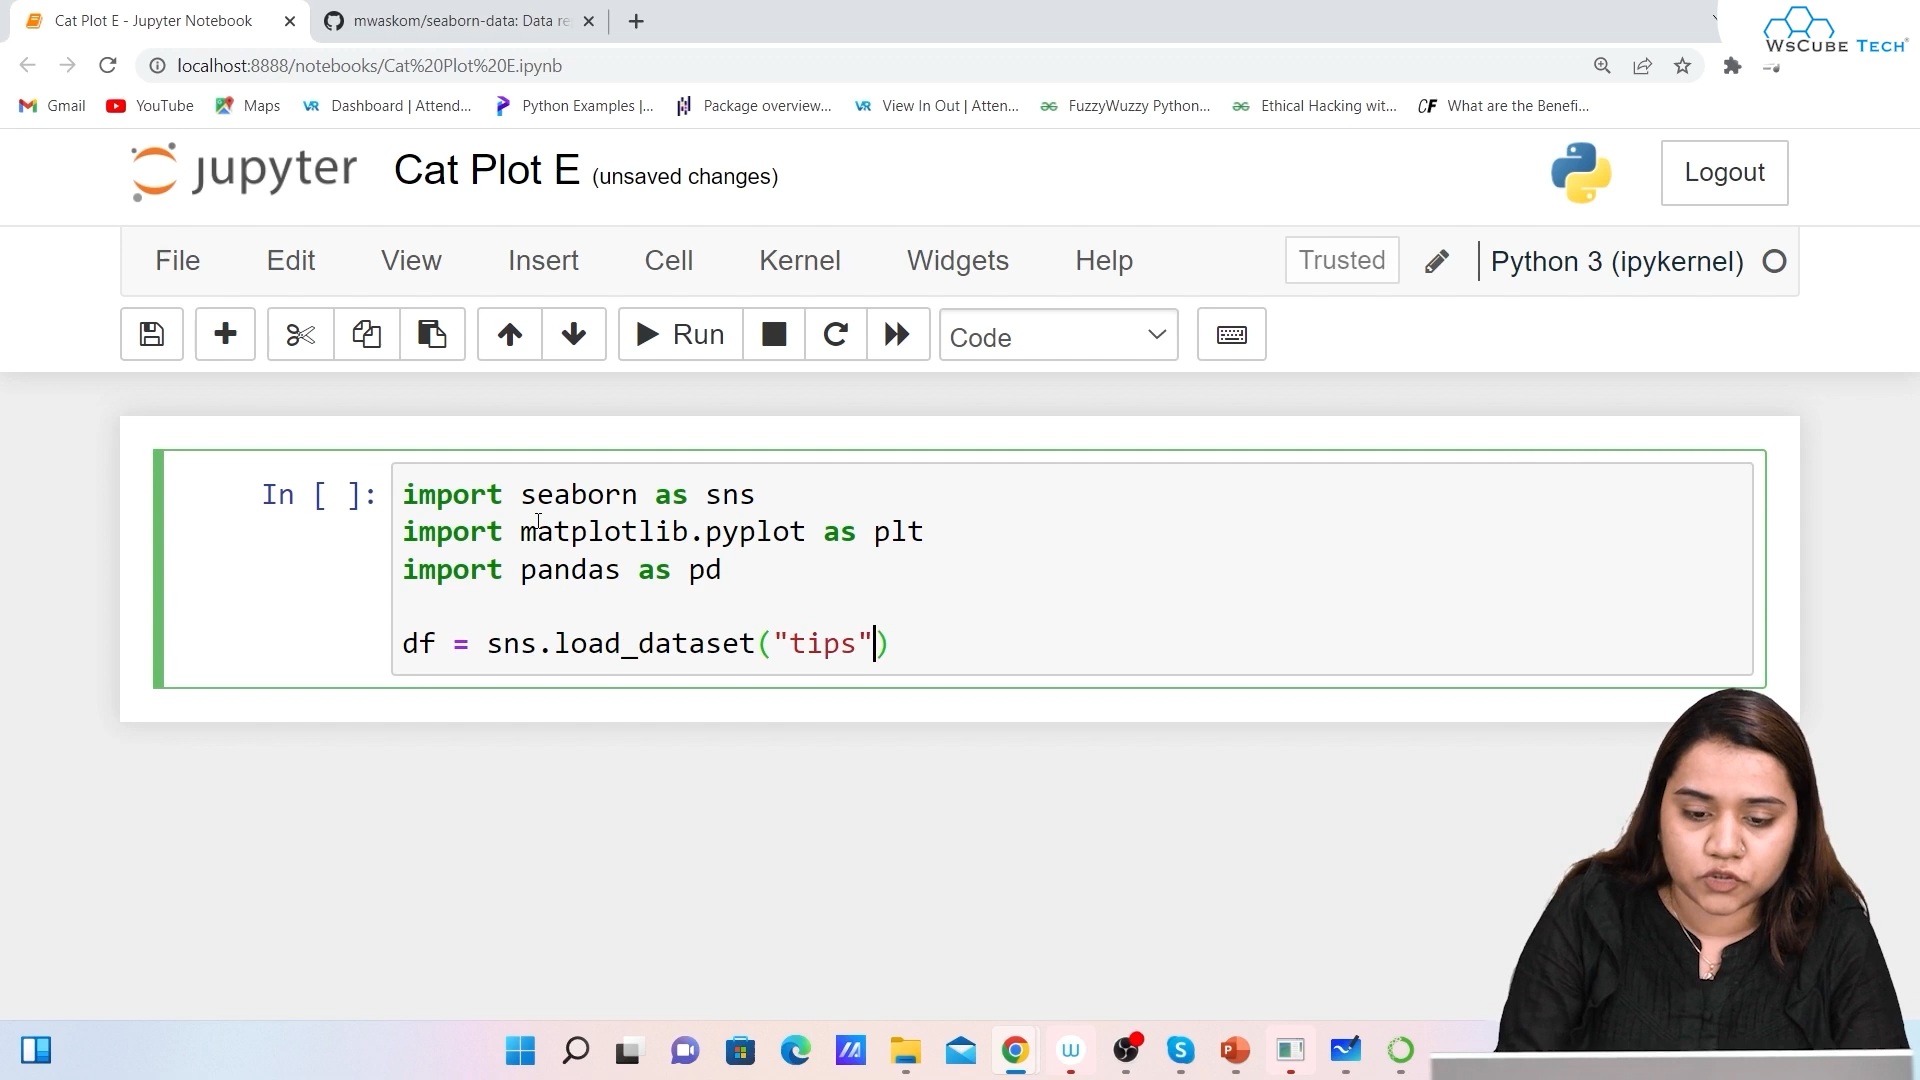 Cat Plot E - Jupyter Notebook
mwaskom/seaborn-data: Data re
WsCube Tech
localhost:8888/notebooks/Cat%20Plot%20E.ipynb
Gmail
YouTube
Maps
Dashboard | Attend...
Python Examples |...
Package overview...
View In Out | Atten...
FuzzyWuzzy Python...
Ethical Hacking wit...
What are the Benefi...
jupyter
Cat Plot E (unsaved changes)
Logout
File
Edit
View
Insert
Cell
Kernel
Widgets
Help
Trusted
Python 3 (ipykernel)
Run
Code
In [ ]:
import seaborn as sns
import matplotlib.pyplot as plt
import pandas as pd
df = sns.load_dataset("tips")